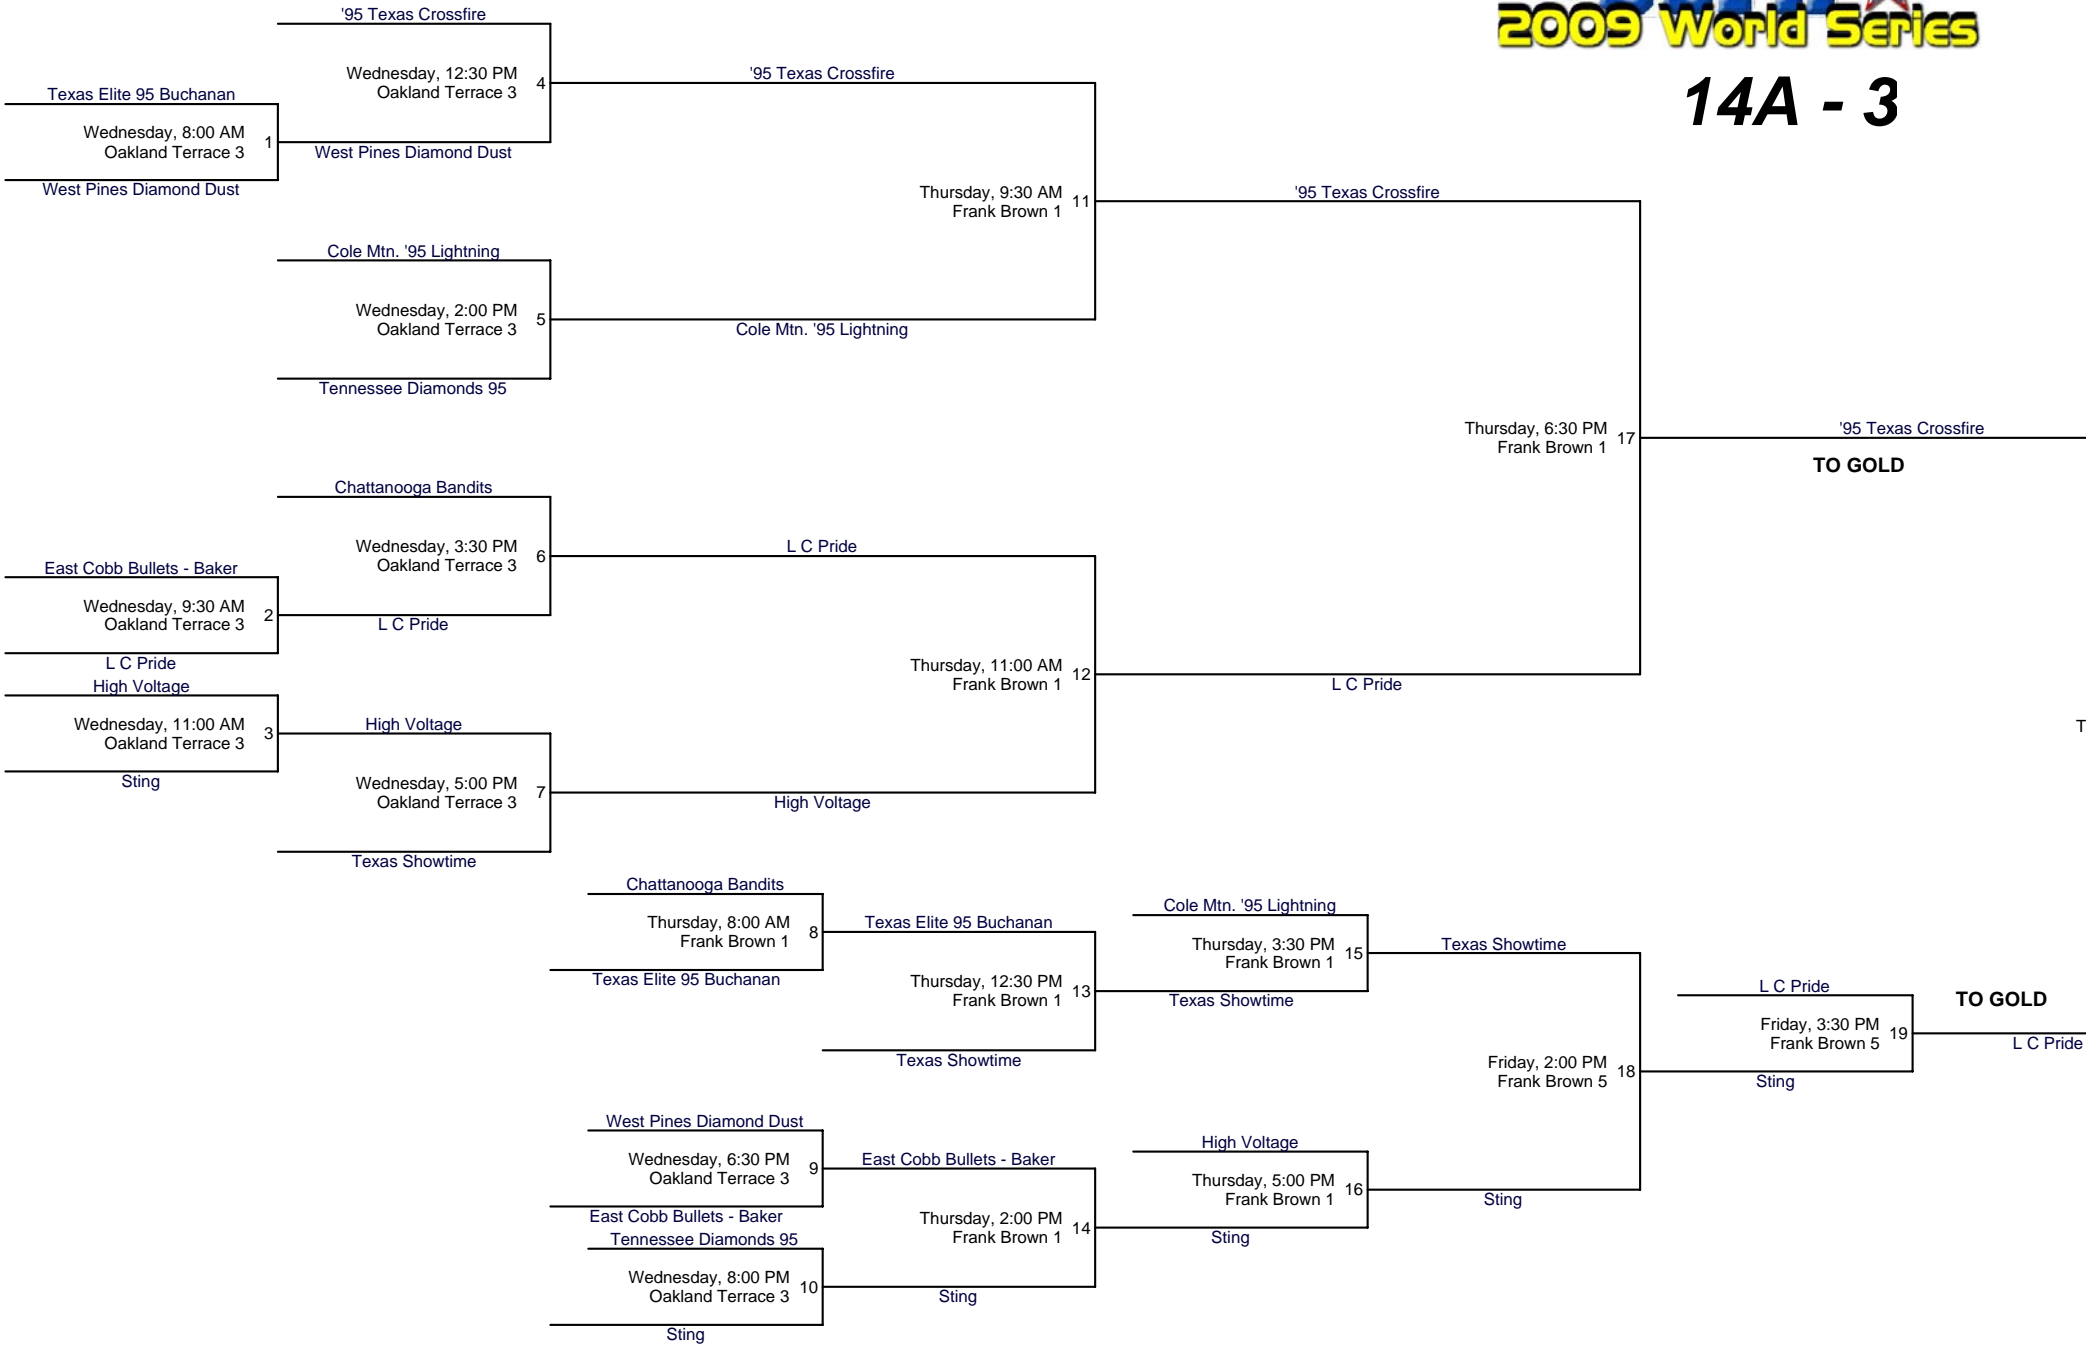 '95 Texas Crossfire
2009 World Series
14A - 3
Wednesday, 12:30 PM
Oakland Terrace 3
4
'95 Texas Crossfire
Texas Elite 95 Buchanan
Wednesday, 8:00 AM
Oakland Terrace 3
1
West Pines Diamond Dust
West Pines Diamond Dust
Thursday, 9:30 AM
Frank Brown 1
11
'95 Texas Crossfire
Cole Mtn. '95 Lightning
Wednesday, 2:00 PM
Oakland Terrace 3
5
Cole Mtn. '95 Lightning
Tennessee Diamonds 95
Thursday, 6:30 PM
Frank Brown 1
17
'95 Texas Crossfire
TO GOLD
Chattanooga Bandits
Wednesday, 3:30 PM
Oakland Terrace 3
6
L C Pride
East Cobb Bullets - Baker
Wednesday, 9:30 AM
Oakland Terrace 3
2
L C Pride
L C Pride
Thursday, 11:00 AM
Frank Brown 1
12
L C Pride
High Voltage
Wednesday, 11:00 AM
Oakland Terrace 3
3
High Voltage
T
Sting
Wednesday, 5:00 PM
Oakland Terrace 3
7
High Voltage
Texas Showtime
Chattanooga Bandits
Thursday, 8:00 AM
Frank Brown 1
8
Texas Elite 95 Buchanan
Texas Elite 95 Buchanan
Cole Mtn. '95 Lightning
Thursday, 3:30 PM
Frank Brown 1
15
Texas Showtime
Thursday, 12:30 PM
Frank Brown 1
13
Texas Showtime
Texas Showtime
L C Pride
TO GOLD
Friday, 3:30 PM
Frank Brown 5
19
L C Pride
Friday, 2:00 PM
Frank Brown 5
18
Sting
West Pines Diamond Dust
Wednesday, 6:30 PM
Oakland Terrace 3
9
East Cobb Bullets - Baker
East Cobb Bullets - Baker
High Voltage
Thursday, 5:00 PM
Frank Brown 1
16
Sting
Thursday, 2:00 PM
Frank Brown 1
14
Sting
Tennessee Diamonds 95
Wednesday, 8:00 PM
Oakland Terrace 3
10
Sting
Sting